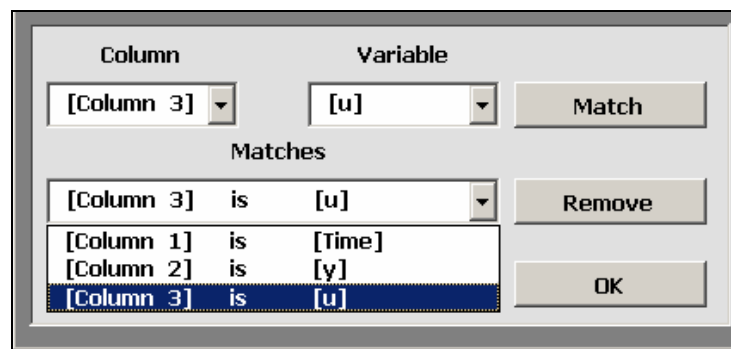 Column Variable
[Column 3] [u] Match
Matches
[Column 3] is [u] Remove
[Column 1] is [Time]
[Column 2] is [y]
[Column 3] is [u] OK